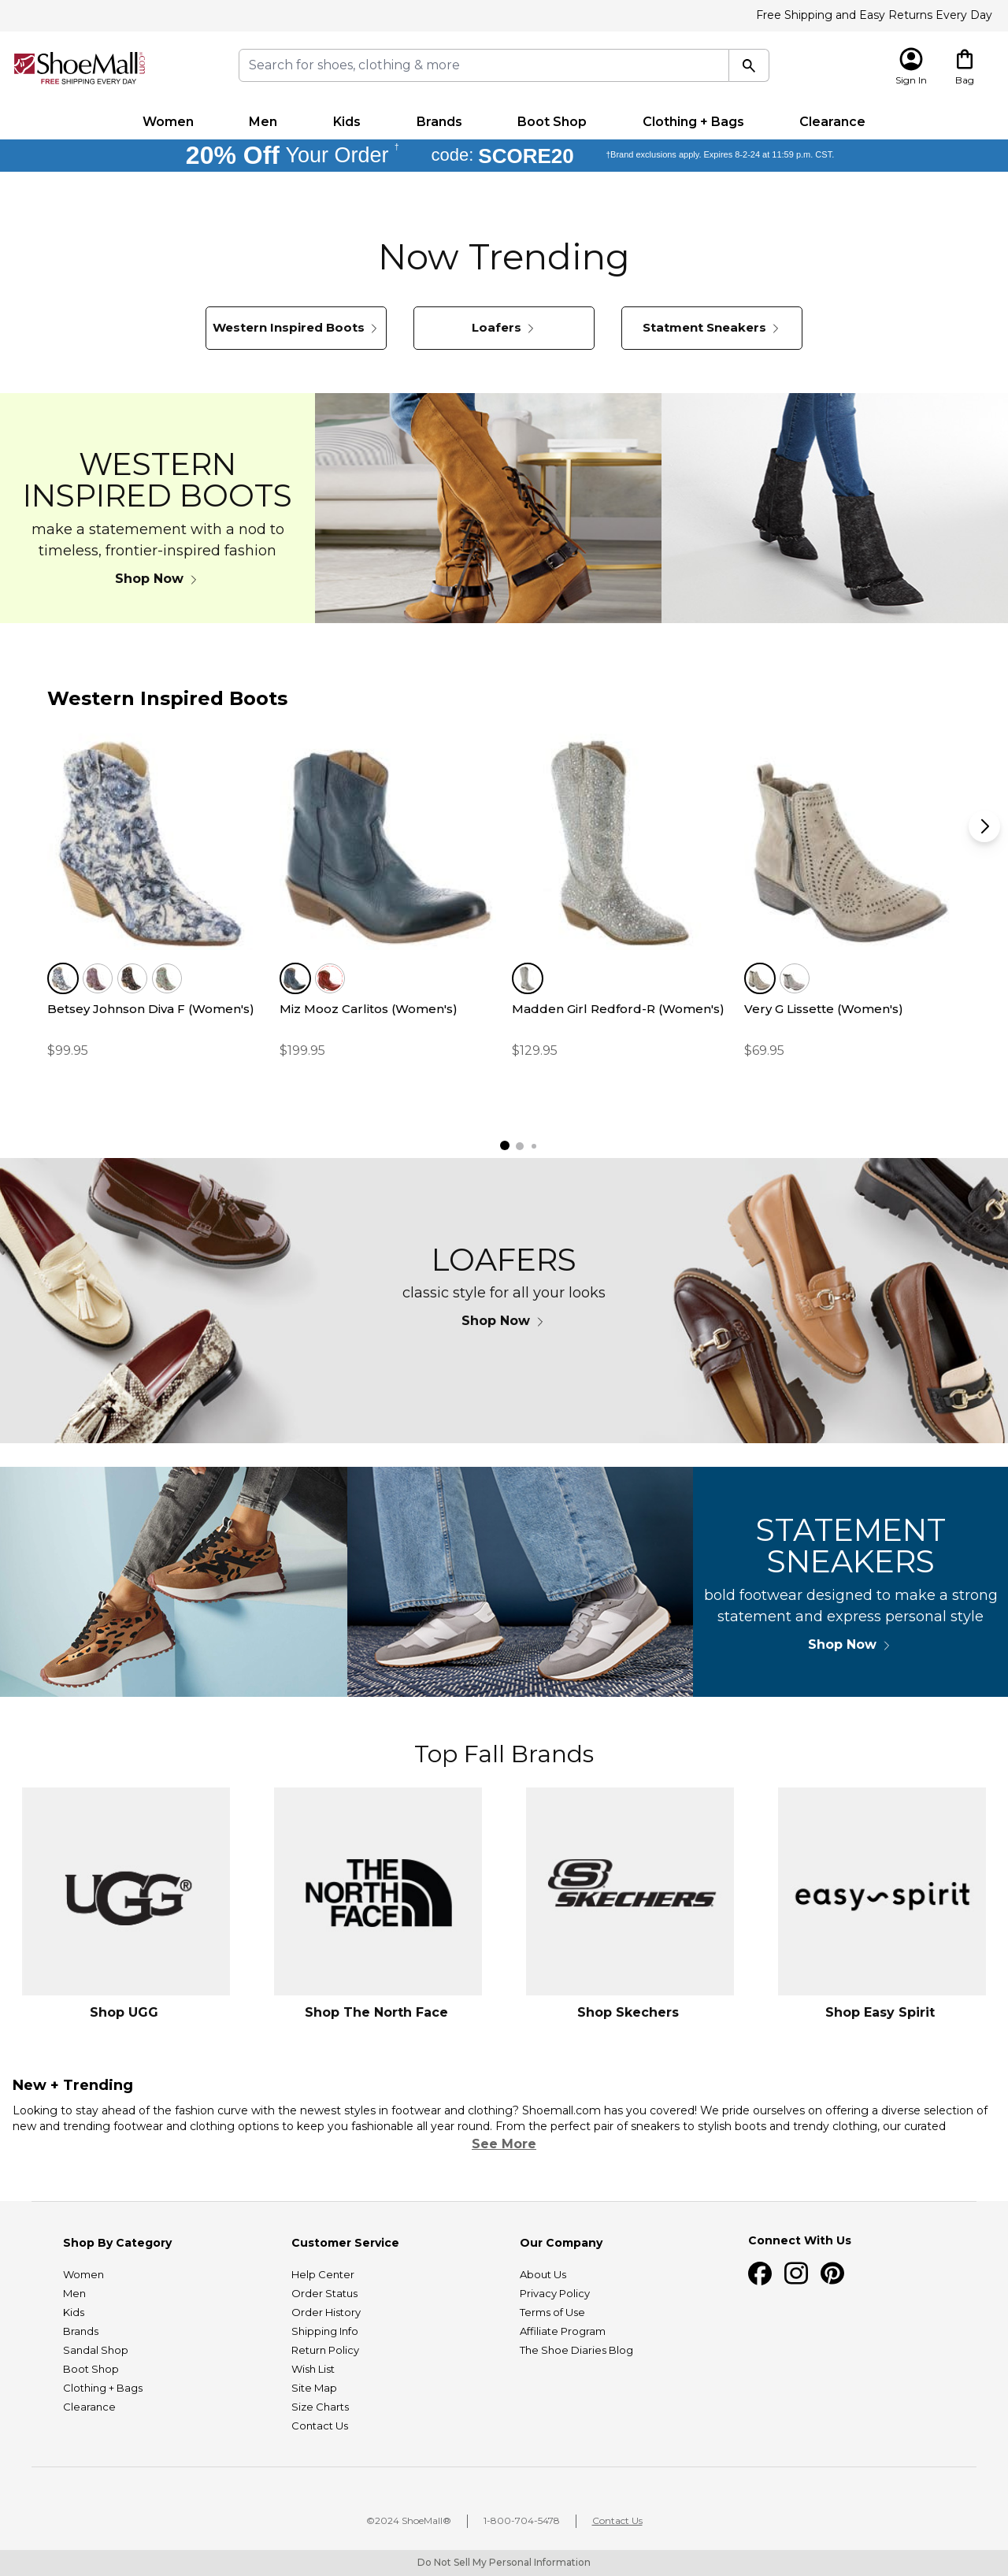 Free Shipping and Easy Returns Every Day
ShoeMall.com
FREE SHIPPING EVERY DAY
Search for shoes, clothing & more
Sign In
Bag
Women Men Kids Brands Boot Shop Clothing + Bags Clearance
20% Off Your Order † code: SCORE20 †Brand exclusions apply. Expires 8-2-24 at 11:59 p.m. CST.
Now Trending
Western Inspired Boots
Loafers
Statment Sneakers
WESTERN
INSPIRED BOOTS
make a statemement with a nod to
timeless, frontier-inspired fashion
Shop Now
Western Inspired Boots
Betsey Johnson Diva F (Women's)
$99.95
Miz Mooz Carlitos (Women's)
$199.95
Madden Girl Redford-R (Women's)
$129.95
Very G Lissette (Women's)
$69.95
LOAFERS
classic style for all your looks
Shop Now
STATEMENT
SNEAKERS
bold footwear designed to make a strong
statement and express personal style
Shop Now
Top Fall Brands
UGG®
Shop UGG
THE
NORTH
FACE
Shop The North Face
SKECHERS
Shop Skechers
easy spirit
Shop Easy Spirit
New + Trending
Looking to stay ahead of the fashion curve with the newest styles in footwear and clothing? Shoemall.com has you covered! We pride ourselves on offering a diverse selection of
new and trending footwear and clothing options to keep you fashionable all year round. From the perfect pair of sneakers to stylish boots and trendy clothing, our curated
See More
Shop By Category
Women
Men
Kids
Brands
Sandal Shop
Boot Shop
Clothing + Bags
Clearance
Customer Service
Help Center
Order Status
Order History
Shipping Info
Return Policy
Wish List
Site Map
Size Charts
Contact Us
Our Company
About Us
Privacy Policy
Terms of Use
Affiliate Program
The Shoe Diaries Blog
Connect With Us
©2024 ShoeMall®
1-800-704-5478
Contact Us
Do Not Sell My Personal Information